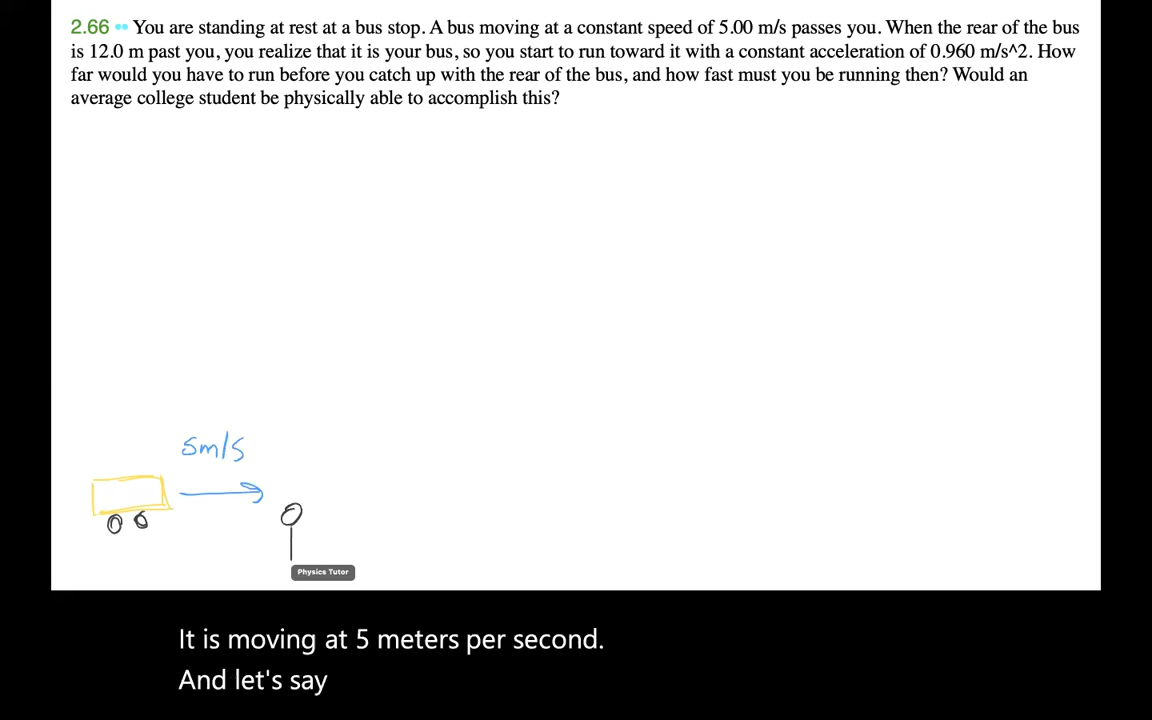 2.66 •• You are standing at rest at a bus stop. A bus moving at a constant speed of 5.00 m/s passes you. When the rear of the bus
is 12.0 m past you, you realize that it is your bus, so you start to run toward it with a constant acceleration of 0.960 m/s^2. How
far would you have to run before you catch up with the rear of the bus, and how fast must you be running then? Would an
average college student be physically able to accomplish this?
5m/s
Physics Tutor
It is moving at 5 meters per second.
And let's say